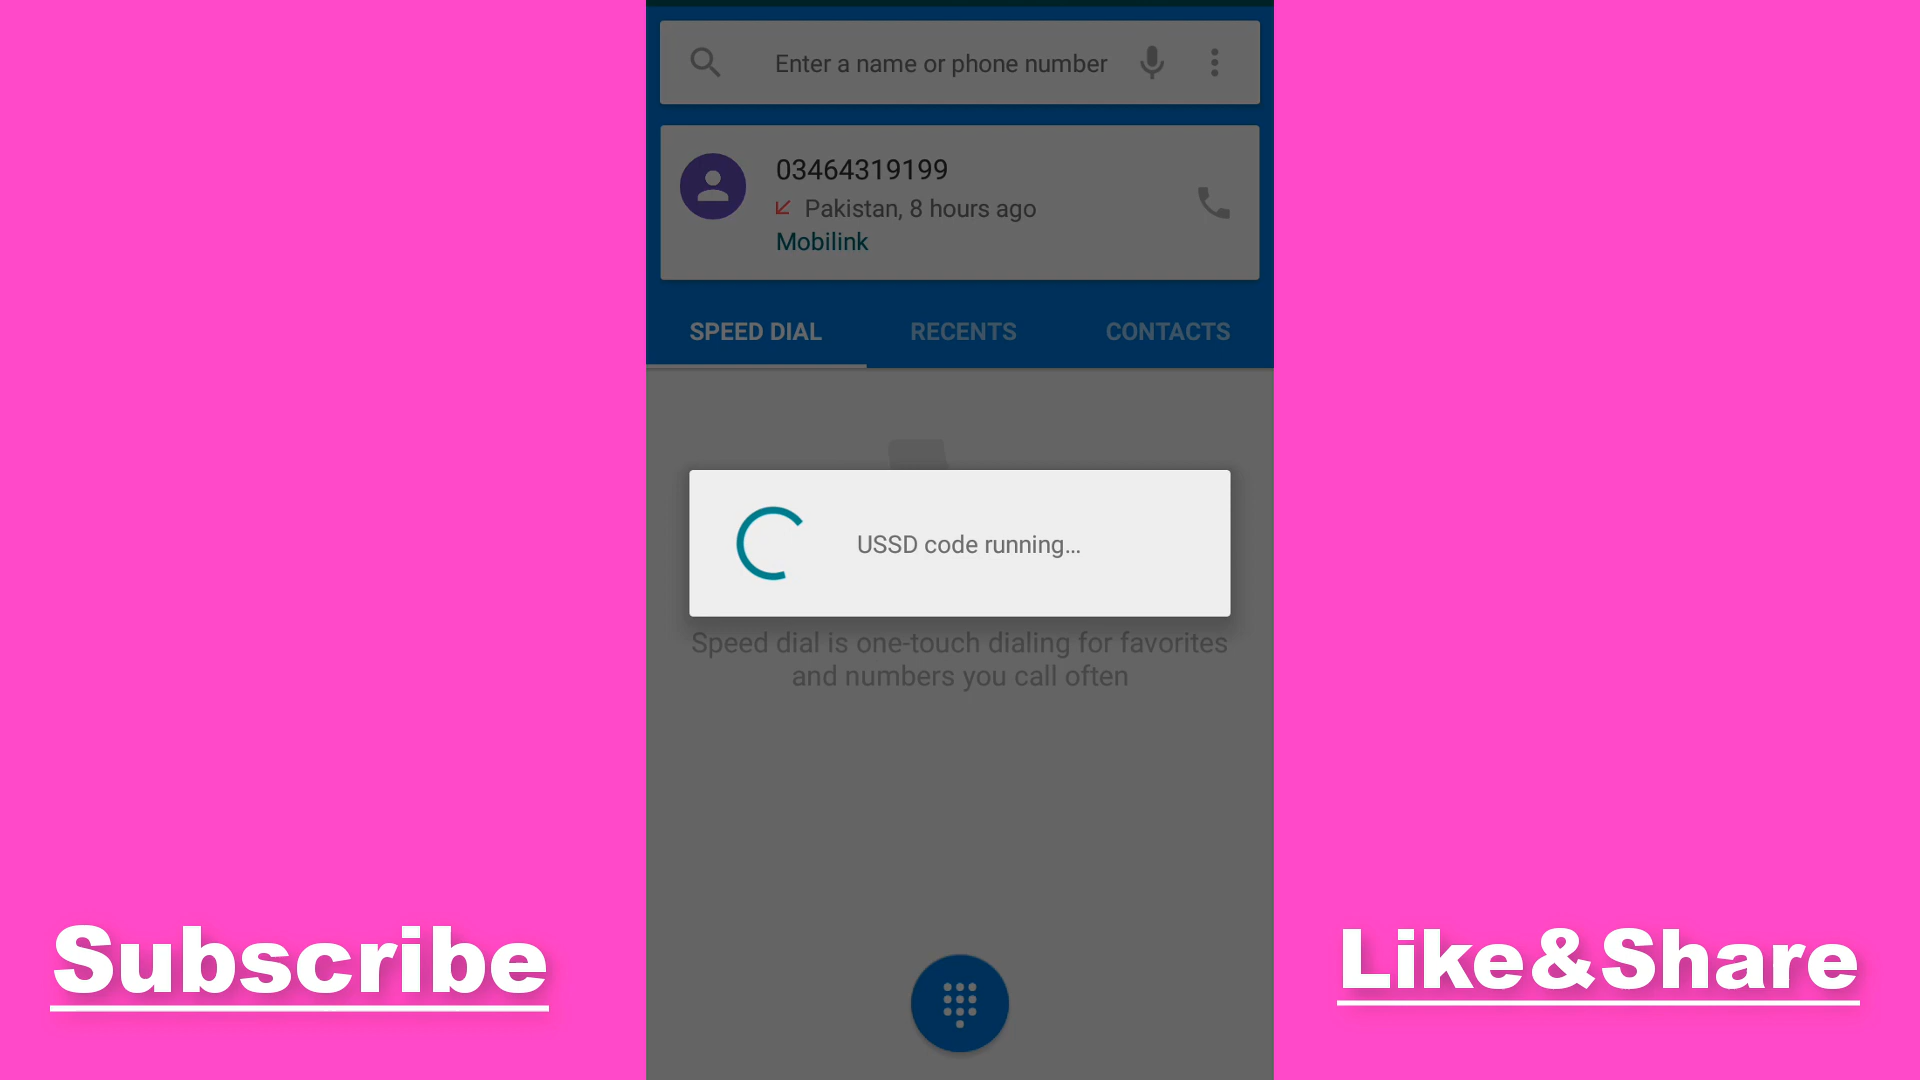 Enter a name or phone number
03464319199
Pakistan, 8 hours ago
Mobilink
SPEED DIAL
RECENTS
CONTACTS
USSD code running...
Speed dial is one-touch dialing for favorites
and numbers you call often
Subscribe
Like&Share